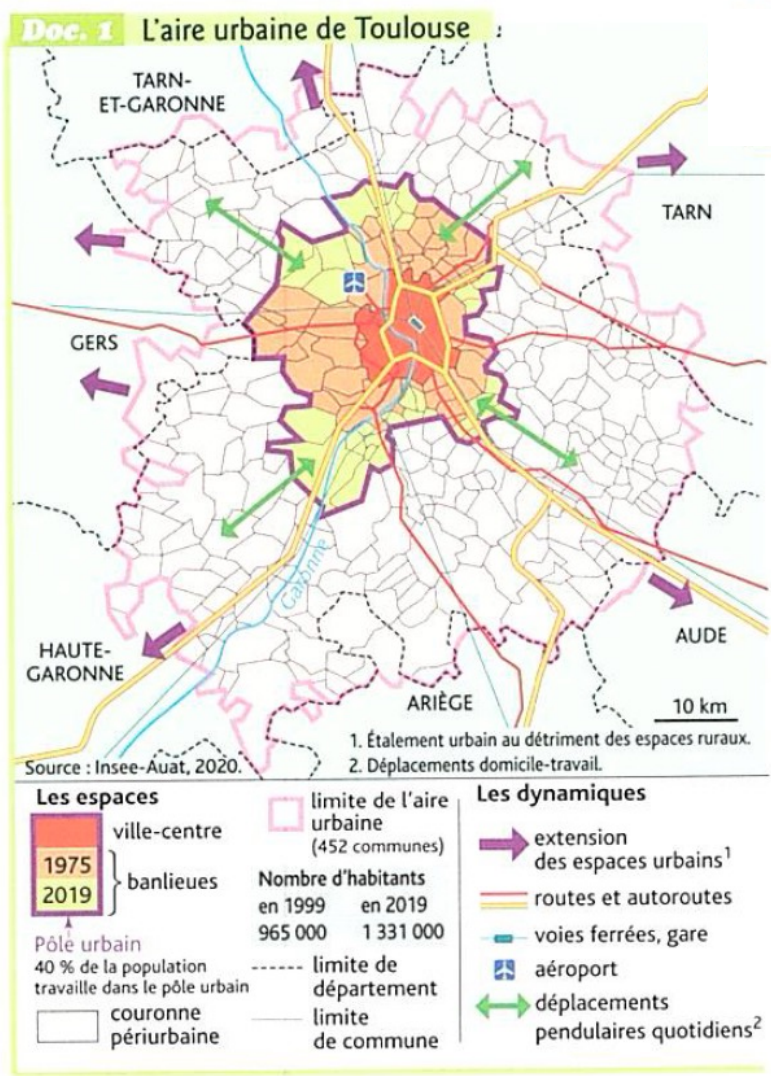 Doc. 1 L'aire urbaine de Toulouse
TARN-
ET-GARONNE
TARN
GERS
Garonne
HAUTE-
GARONNE
AUDE
ARIÈGE
10 km
1. Étalement urbain au détriment des espaces ruraux.
2. Déplacements domicile-travail.
Source : Insee-Auat, 2020.
Les espaces
ville-centre
1975
2019
banlieues
Pôle urbain
40 % de la population
travaille dans le pôle urbain
couronne
périurbaine
limite de l'aire
urbaine
(452 communes)
Nombre d'habitants
en 1999 en 2019
965 000 1 331 000
limite de
département
limite
de commune
Les dynamiques
extension
des espaces urbains1
routes et autoroutes
voies ferrées, gare
aéroport
déplacements
pendulaires quotidiens2